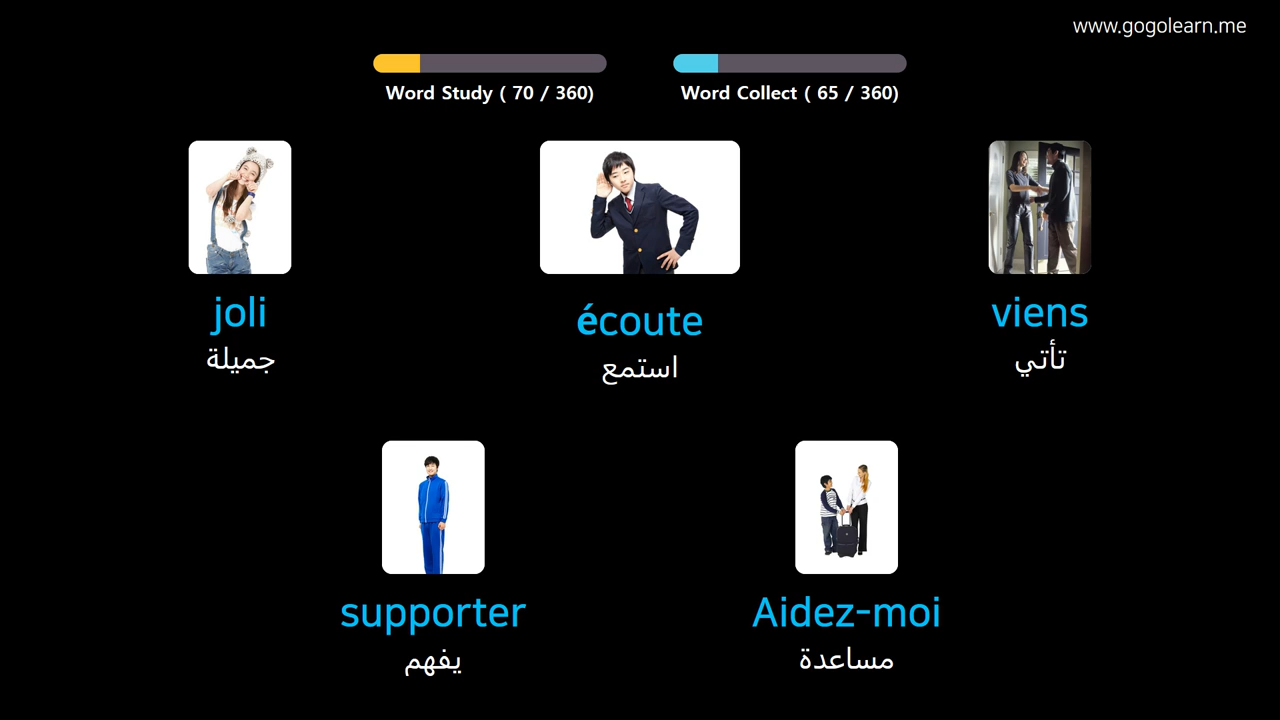 www.gogolearn.me
Word Study ( 70 / 360)
Word Collect ( 65 / 360)
joli
écoute
viens
جميلة
استمع
تأتي
supporter
Aidez-moi
يفهم
مساعدة